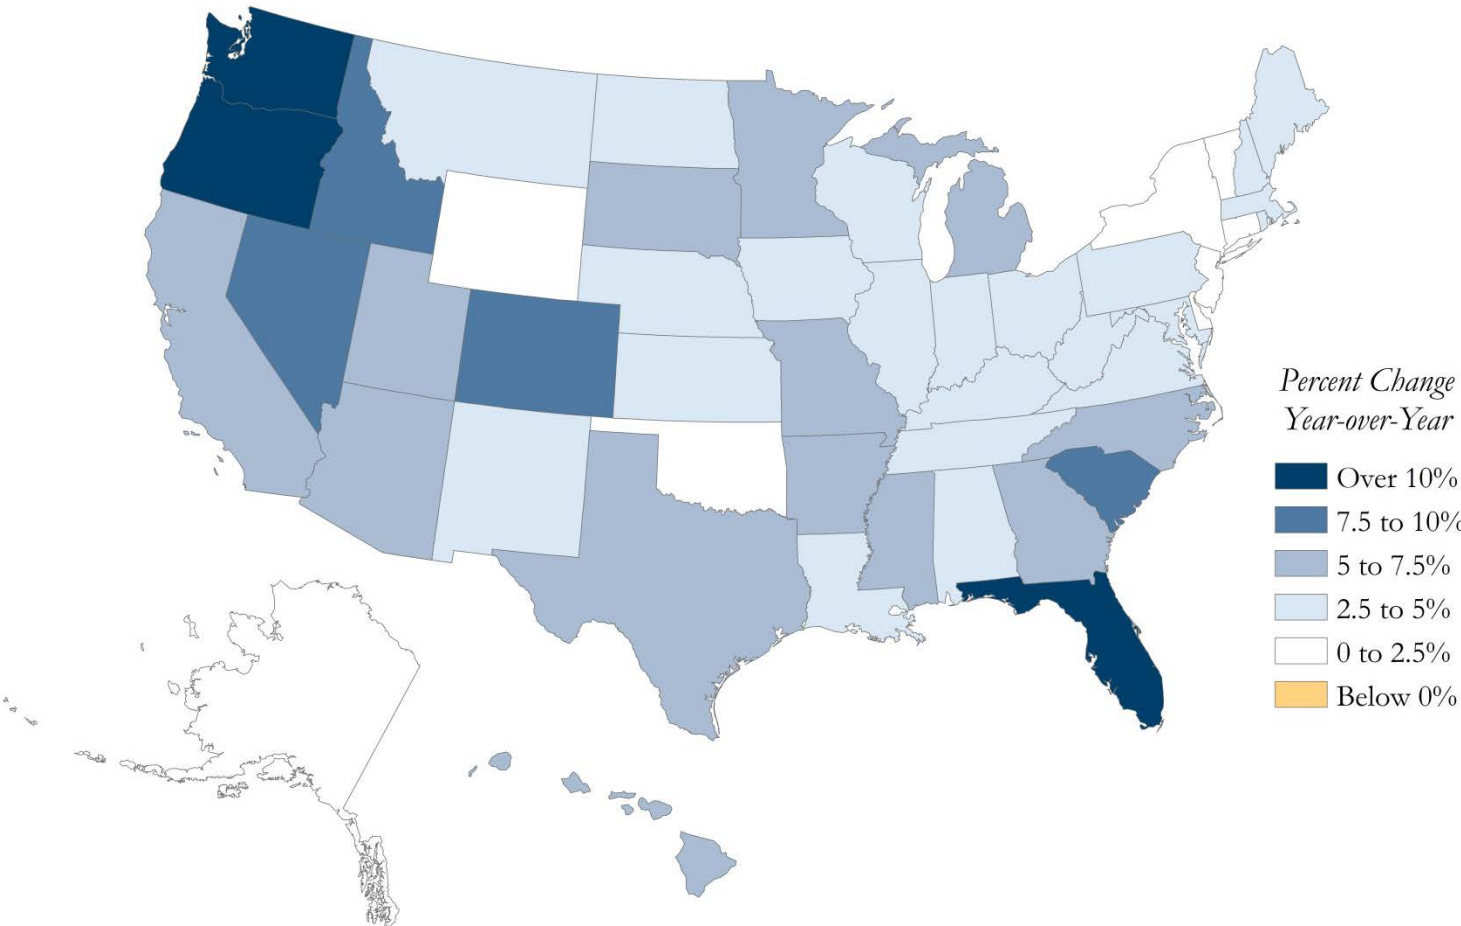 Percent Change
Year-over-Year
Over 10%
7.5 to 10%
5 to 7.5%
2.5 to 5%
0 to 2.5%
Below 0%